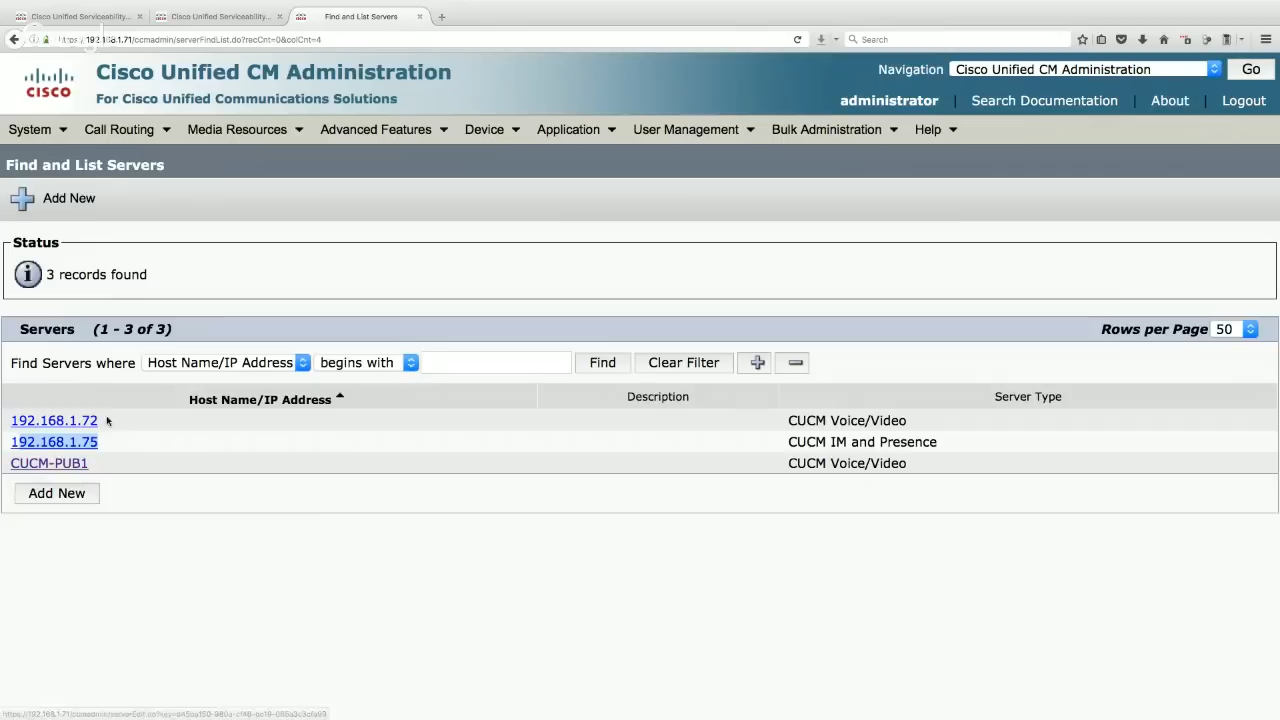 Cisco Unified Serviceability... × Cisco Unified Serviceability... × Find and List Servers × +
192.168.1.71/ccmadmin/serverFindList.do?recCnt=0&colCnt=4 Search
CISCO Cisco Unified CM Administration Navigation Cisco Unified CM Administration Go
For Cisco Unified Communications Solutions administrator | Search Documentation | About | Logout
System Call Routing Media Resources Advanced Features Device Application User Management Bulk Administration Help
Find and List Servers
Add New
Status
3 records found
Servers (1 - 3 of 3) Rows per Page 50
Find Servers where Host Name/IP Address begins with Find Clear Filter
Host Name/IP Address Description Server Type
192.168.1.72 CUCM Voice/Video
192.168.1.75 CUCM IM and Presence
CUCM-PUB1 CUCM Voice/Video
Add New